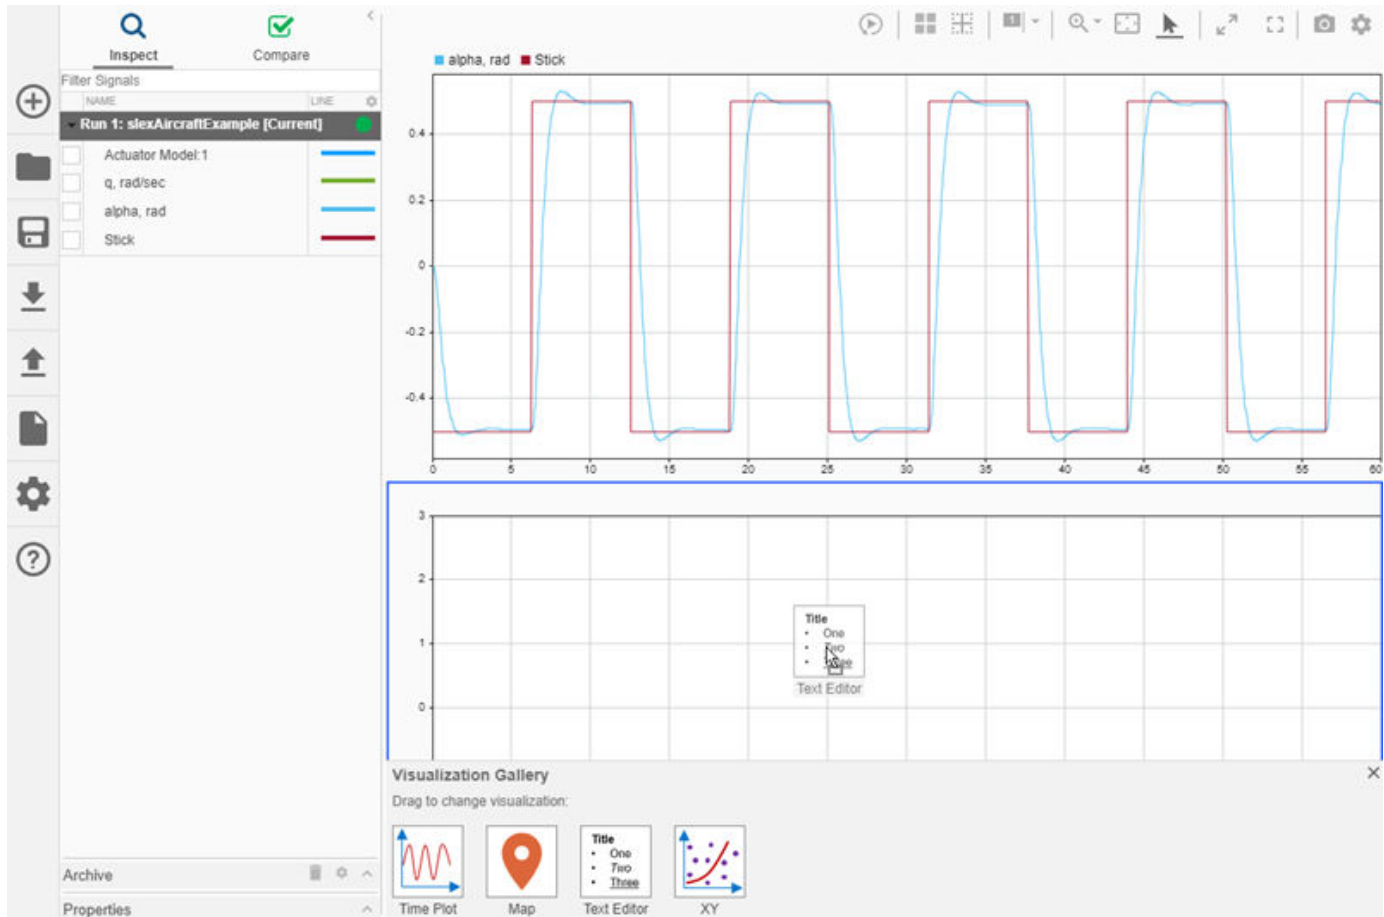 Inspect
Compare
Filter Signals
NAME
LINE
Run 1: slexAircraftExample [Current]
Actuator Model:1
q, rad/sec
alpha, rad
Stick
Archive
Properties
1
alpha, rad
Stick
0.4
0.2
0
-0.2
-0.4
0 5 10 15 20 25 30 35 40 45 50 55 60
3
2
1
0
Title
• One
• Two
• Three
Text Editor
Visualization Gallery
Drag to change visualization:
Title
• One
• Two
• Three
Time Plot
Map
Text Editor
XY